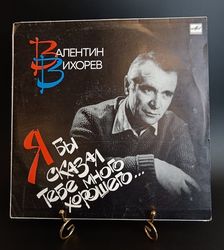 ВАЛЕНТИН
ВИХОРЕВ
Я БЫ
СКАЗАЛ
ТЕБЕ МНОГО
ХОРОШЕГО...